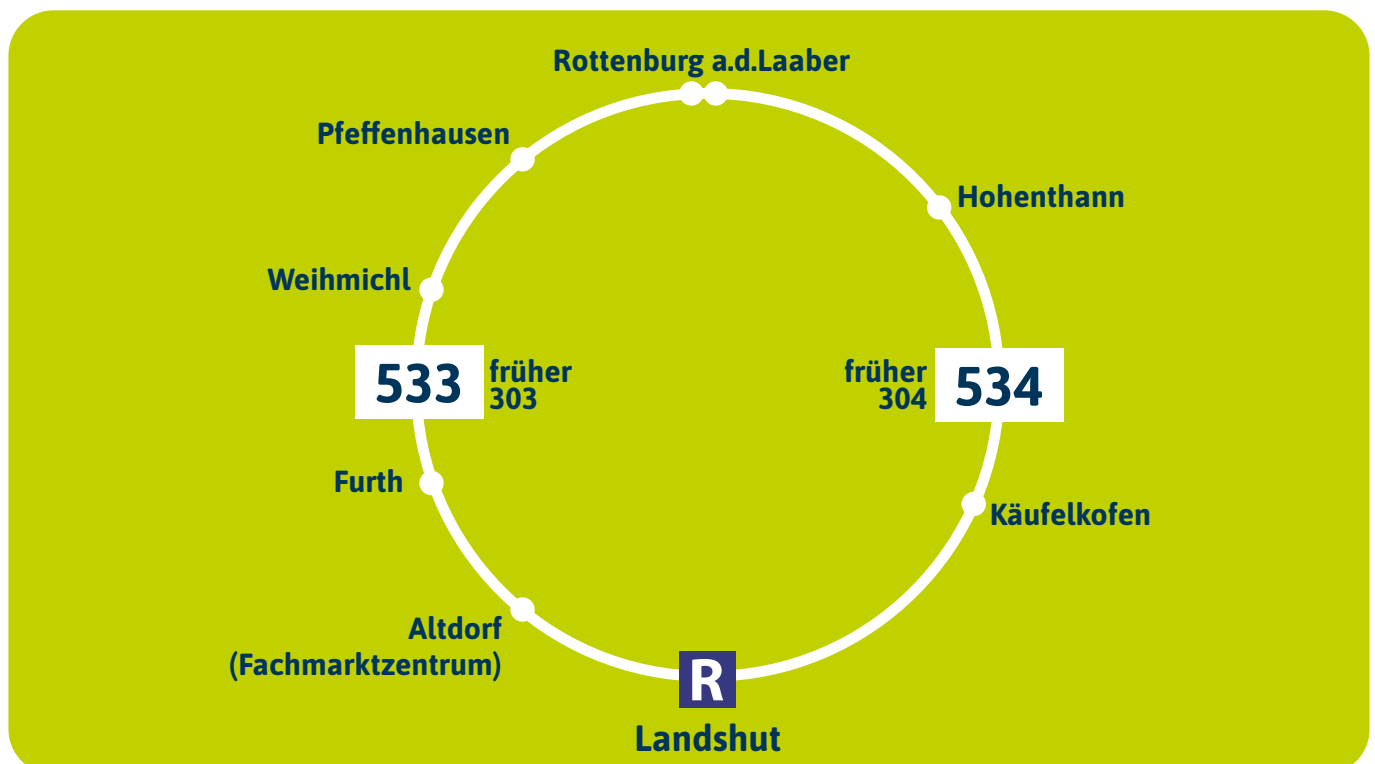 Rottenburg a.d.Laaber
Pfeffenhausen
Hohenthann
Weihmichl
533
früher
303
früher
304
534
Furth
Käufelkofen
Altdorf
(Fachmarktzentrum)
R
Landshut